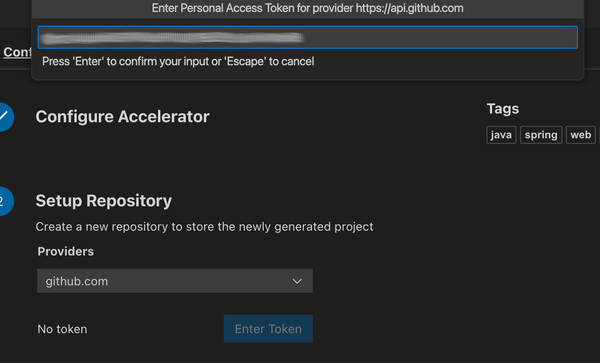 Enter Personal Access Token for provider https://api.github.com
Press 'Enter' to confirm your input or 'Escape' to cancel
Configure Accelerator
Tags
java spring web
2
Setup Repository
Create a new repository to store the newly generated project
Providers
github.com
No token
Enter Token